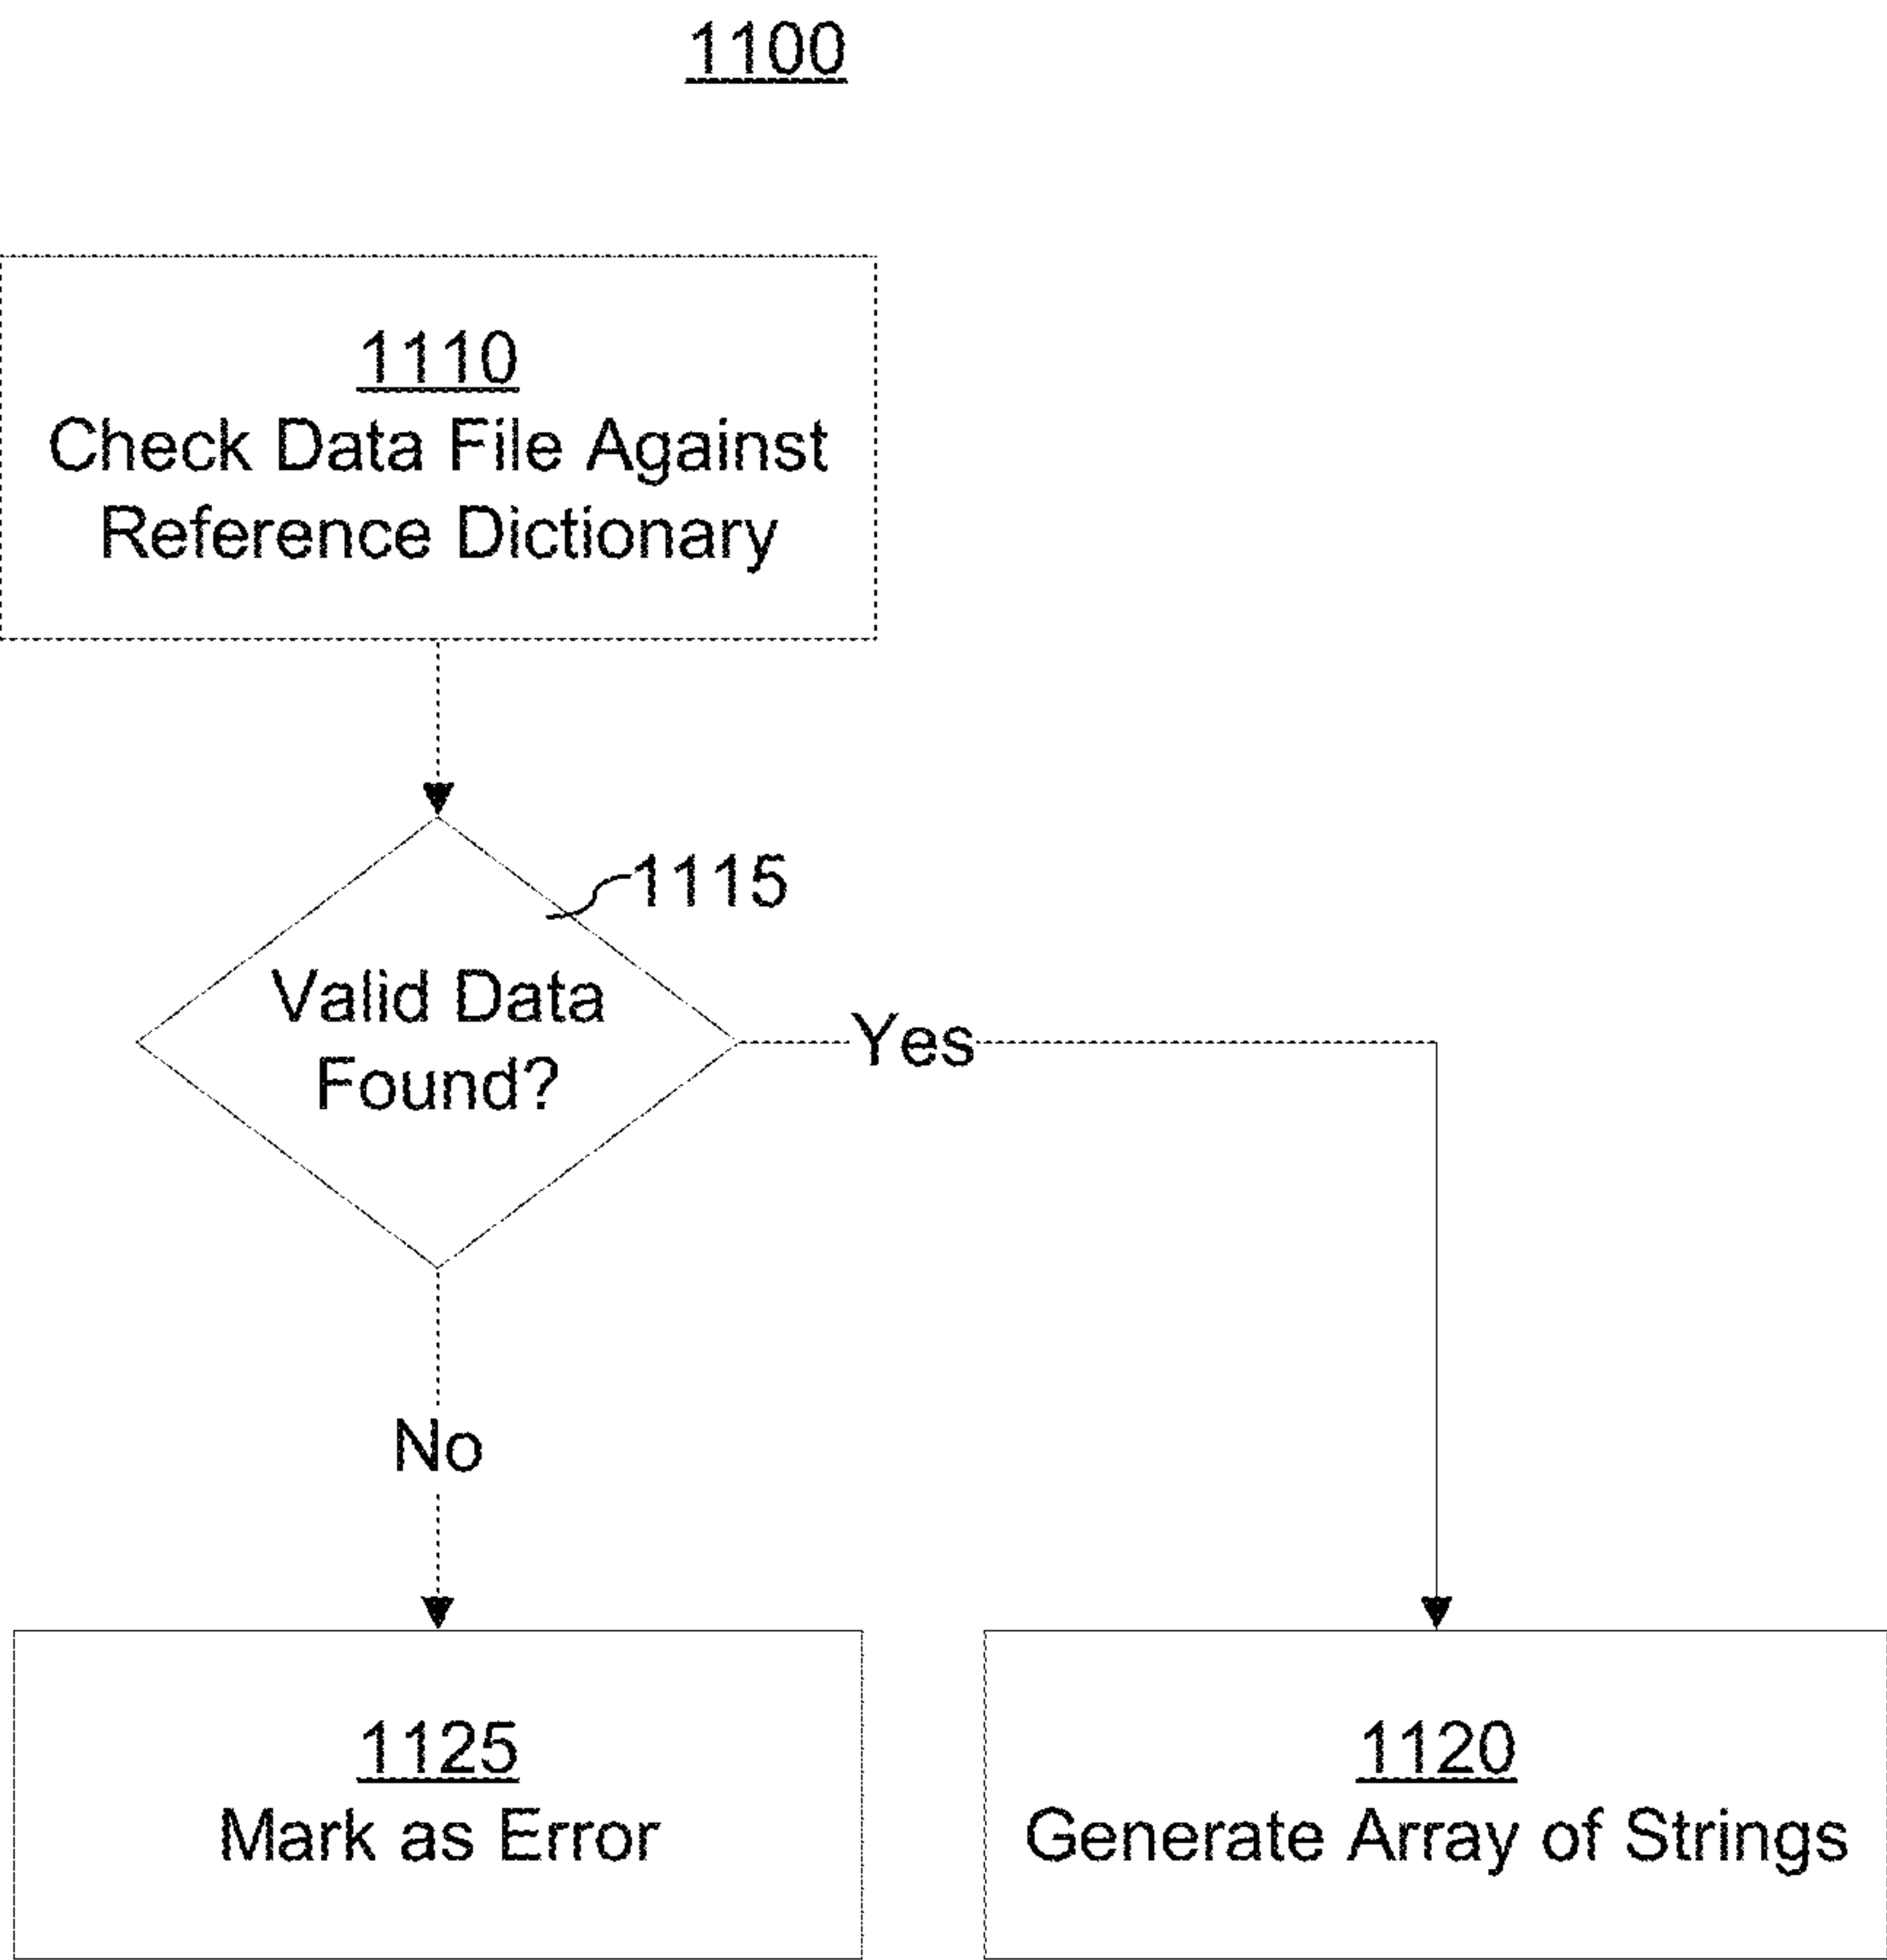 1100
1110
Check Data File Against
Reference Dictionary
1115
Valid Data
Found?
Yes
No
1125
Mark as Error
1120
Generate Array of Strings